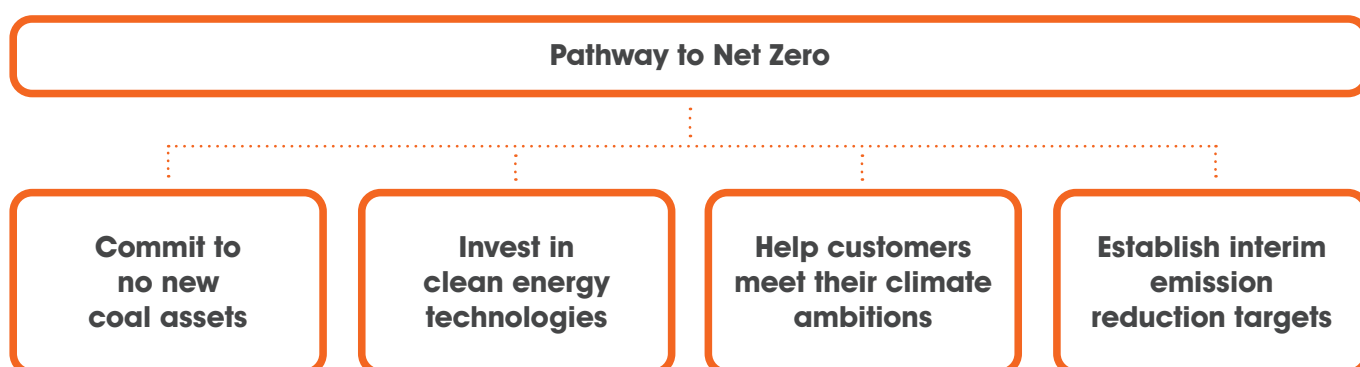 Pathway to Net Zero
Commit to
no new
coal assets
Invest in
clean energy
technologies
Help customers
meet their climate
ambitions
Establish interim
emission
reduction targets